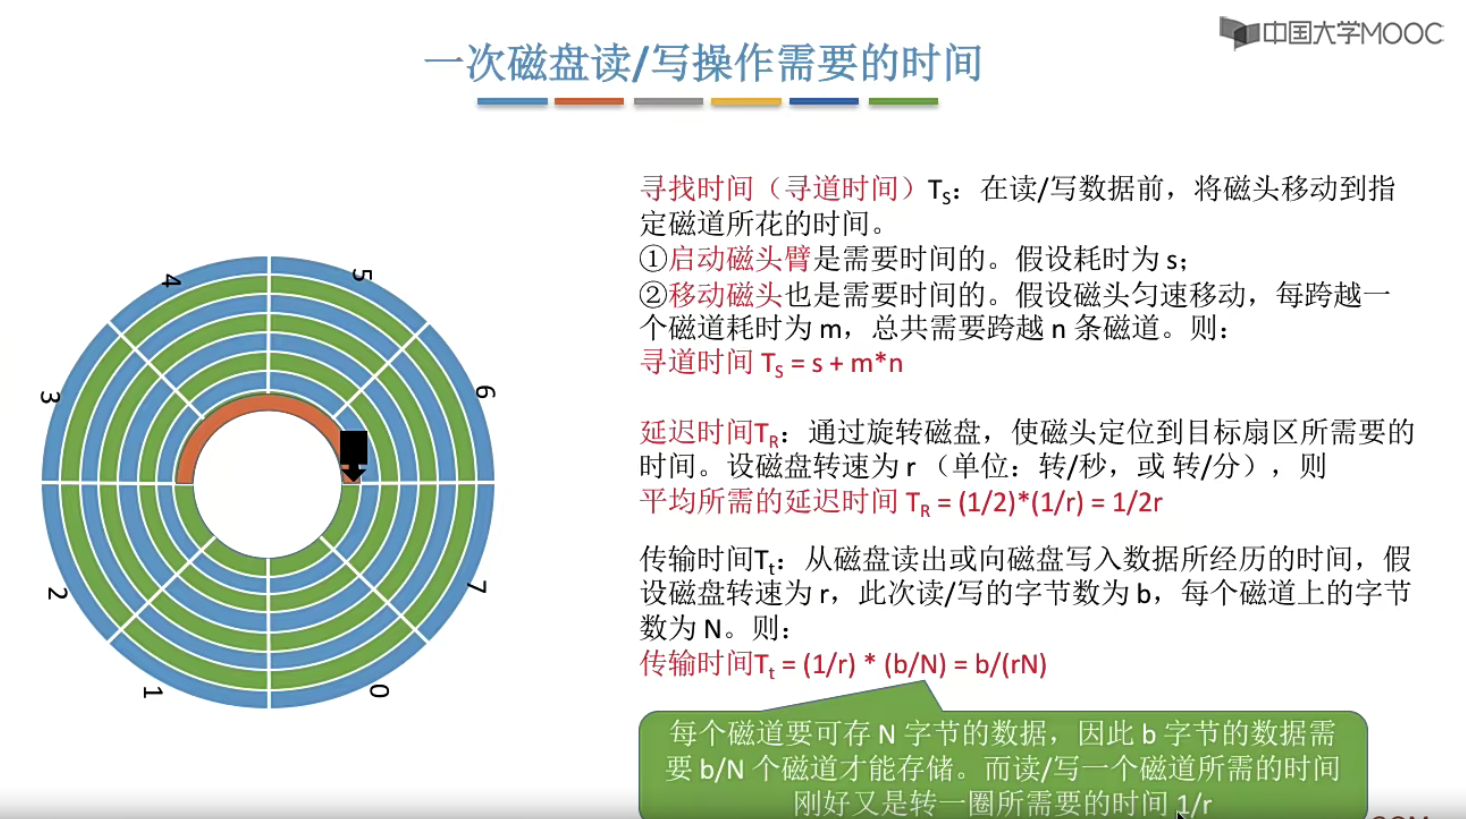 中国大学MOOC
一次磁盘读/写操作需要的时间
寻找时间（寻道时间）TS：在读/写数据前，将磁头移动到指
定磁道所花的时间。
①启动磁头臂是需要时间的。假设耗时为 s；
②移动磁头也是需要时间的。假设磁头匀速移动，每跨越一
个磁道耗时为 m，总共需要跨越 n 条磁道。则：
寻道时间 TS = s + m*n
延迟时间TR：通过旋转磁盘，使磁头定位到目标扇区所需要的
时间。设磁盘转速为 r （单位：转/秒，或 转/分），则
平均所需的延迟时间 TR = (1/2)*(1/r) = 1/2r
传输时间Tt：从磁盘读出或向磁盘写入数据所经历的时间，假
设磁盘转速为 r，此次读/写的字节数为 b，每个磁道上的字节
数为 N。则：
传输时间Tt = (1/r) * (b/N) = b/(rN)
每个磁道要可存 N 字节的数据，因此 b 字节的数据需
要 b/N 个磁道才能存储。而读/写一个磁道所需的时间
刚好又是转一圈所需要的时间 1/r
4
5
3
6
2
7
1
0